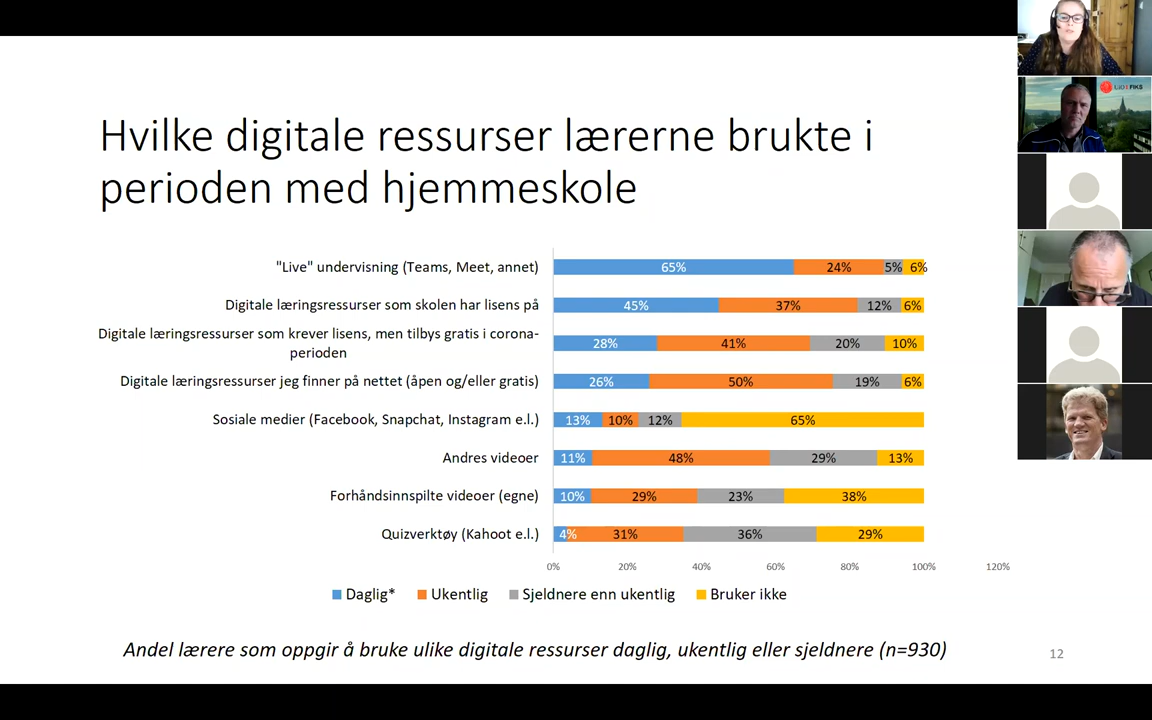 Hvilke digitale ressurser lærerne brukte i
perioden med hjemmeskole
"Live" undervisning (Teams, Meet, annet)
65% 24% 5% 6%
Digitale læringsressurser som skolen har lisens på
45% 37% 12% 6%
Digitale læringsressurser som krever lisens, men tilbys gratis i corona-
perioden
28% 41% 20% 10%
Digitale læringsressurser jeg finner på nettet (åpen og/eller gratis)
26% 50% 19% 6%
Sosiale medier (Facebook, Snapchat, Instagram e.l.)
13% 10% 12% 65%
Andres videoer
11% 48% 29% 13%
Forhåndsinnspilte videoer (egne)
10% 29% 23% 38%
Quizverktøy (Kahoot e.l.)
4% 31% 36% 29%
0% 20% 40% 60% 80% 100% 120%
Daglig* Ukentlig Sjeldnere enn ukentlig Bruker ikke
Andel lærere som oppgir å bruke ulike digitale ressurser daglig, ukentlig eller sjeldnere (n=930)
12
FIKS